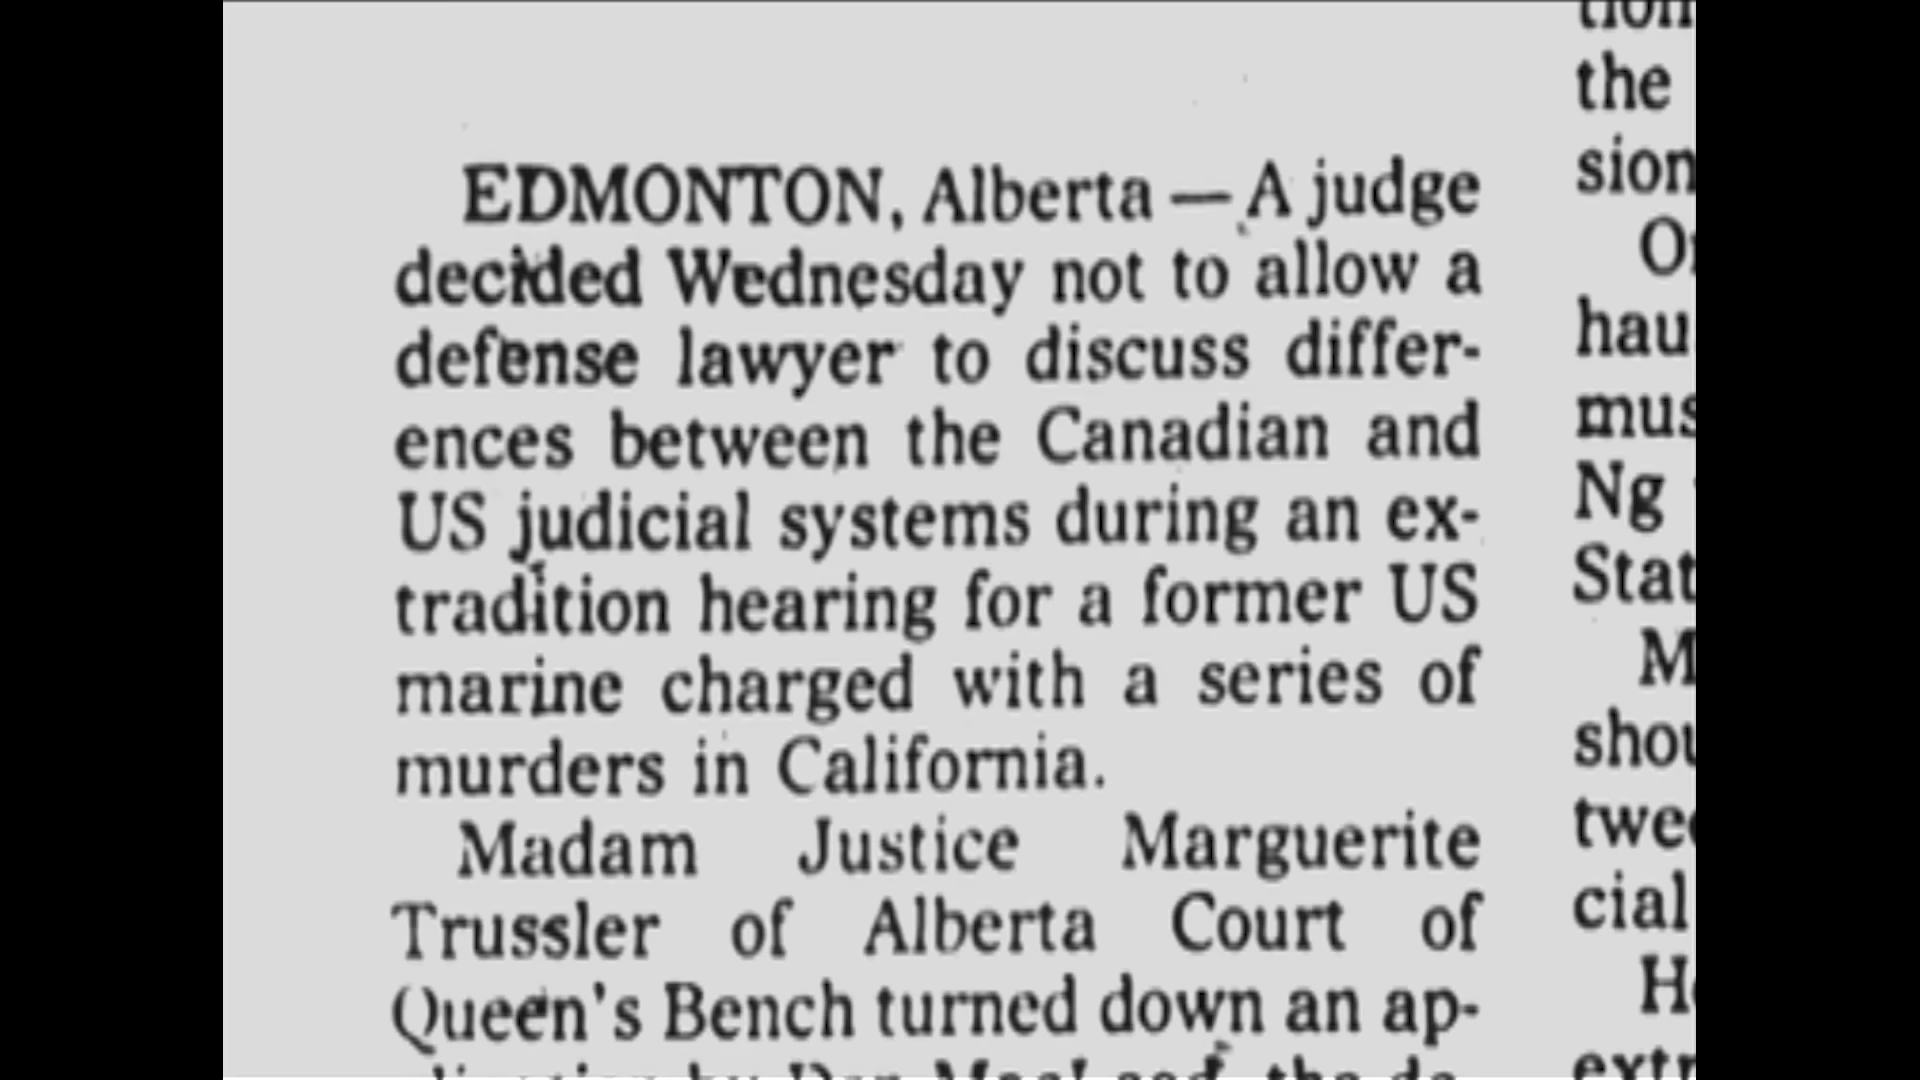 EDMONTON, Alberta — A judge
decided Wednesday not to allow a
defense lawyer to discuss differ-
ences between the Canadian and
US judicial systems during an ex-
tradition hearing for a former US
marine charged with a series of
murders in California.
Madam Justice Marguerite
Trussler of Alberta Court of
Queen's Bench turned down an ap-
the
sion
hau
mus
Ng
Stat
M
shou
twee
cial